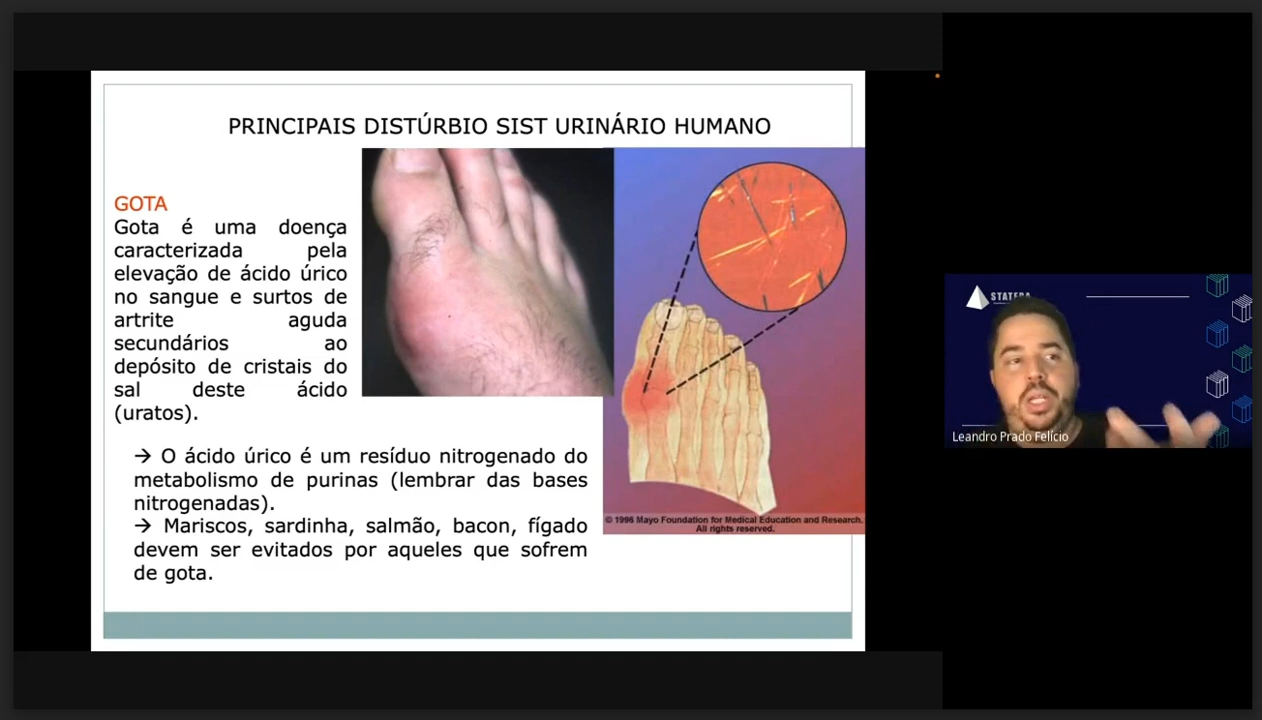 PRINCIPAIS DISTÚRBIO SIST URINÁRIO HUMANO
GOTA
Gota é uma doença
caracterizada pela
elevação de ácido úrico
no sangue e surtos de
artrite aguda
secundários ao
depósito de cristais do
sal deste ácido
(uratos).
→ O ácido úrico é um resíduo nitrogenado do
metabolismo de purinas (lembrar das bases
nitrogenadas).
→ Mariscos, sardinha, salmão, bacon, fígado
devem ser evitados por aqueles que sofrem
de gota.
© 1996 Mayo Foundation for Medical Education and Research.
All rights reserved.
Leandro Prado Felício